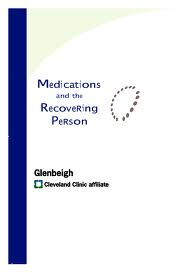 Medications
and the
Recovering
Person
Glenbeigh
Cleveland Clinic affiliate